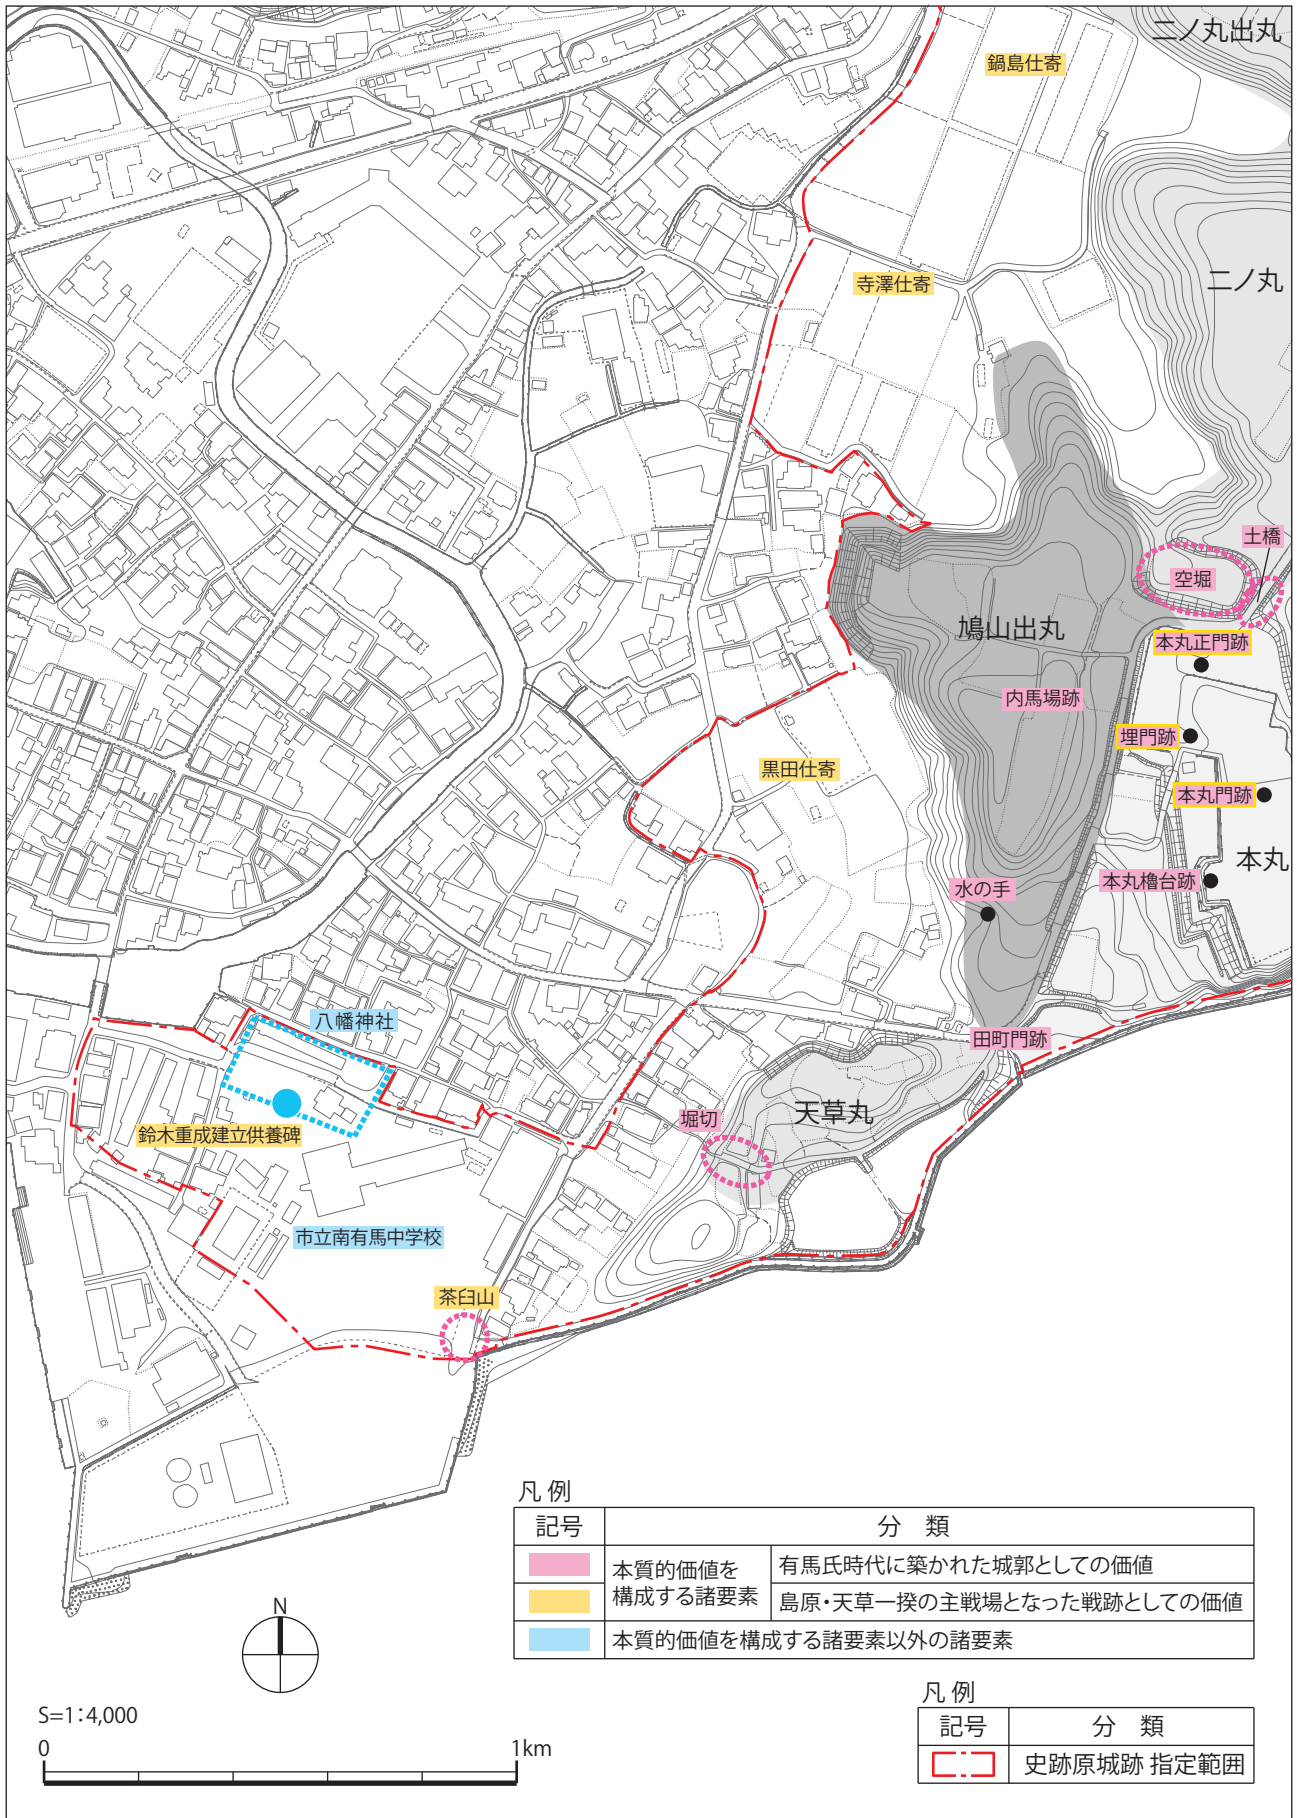 二ノ丸出丸
鍋島仕寄
寺澤仕寄
二ノ丸
土橋
空堀
鳩山出丸
本丸正門跡
内馬場跡
埋門跡
黒田仕寄
本丸門跡
本丸
水の手
本丸櫓台跡
八幡神社
田町門跡
天草丸
堀切
鈴木重成建立供養碑
市立南有馬中学校
茶臼山
凡例
記号 分 類
本質的価値を
構成する諸要素
有馬氏時代に築かれた城郭としての価値
島原・天草一揆の主戦場となった戦跡としての価値
本質的価値を構成する諸要素以外の諸要素
N
S=1:4,000
0 1km
凡例
記号 分 類
史跡原城跡 指定範囲